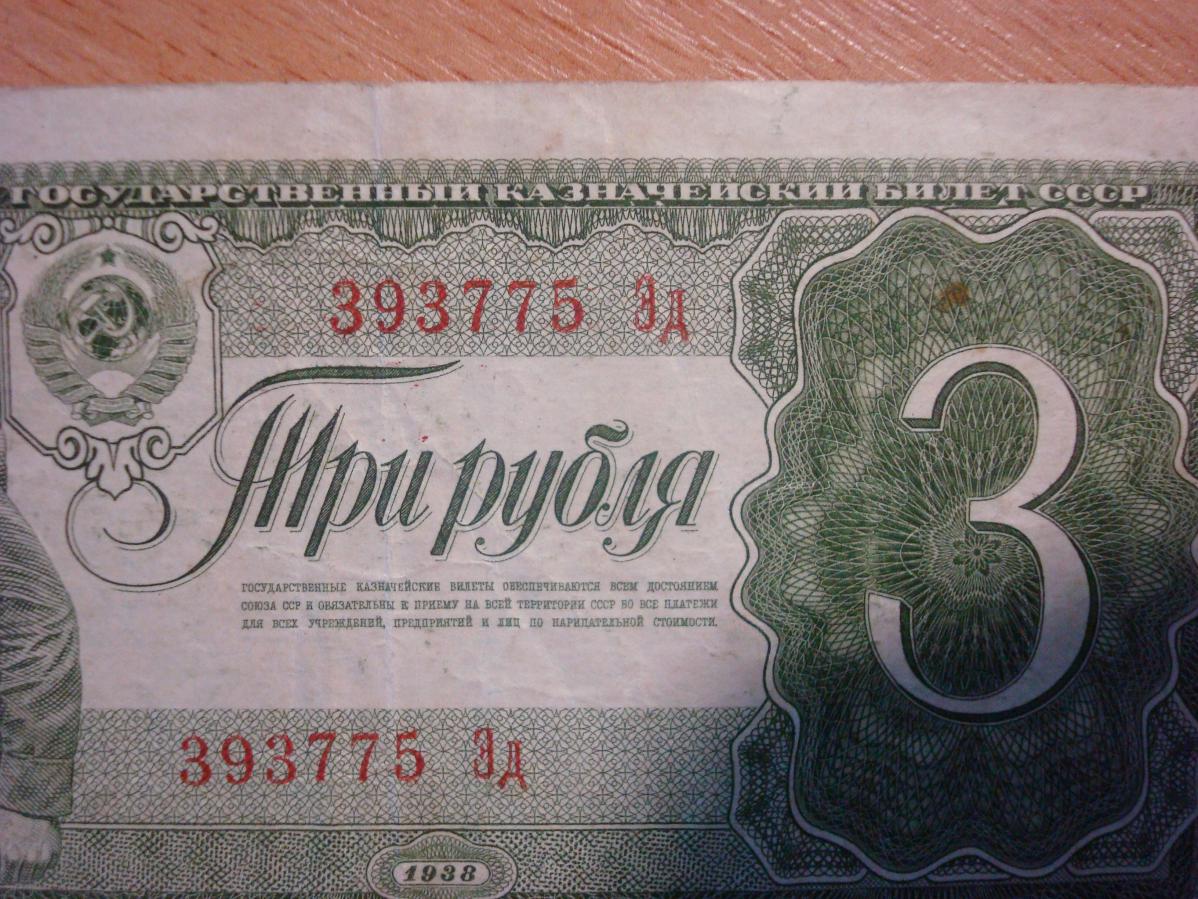 ГОСУДАРСТВЕННЫЙ КАЗНАЧЕЙСКИЙ БИЛЕТ СССР
393775 Эд
Три рубля
3
ГОСУДАРСТВЕННЫЕ КАЗНАЧЕЙСКИЕ БИЛЕТЫ ОБЕСПЕЧИВАЮТСЯ ВСЕМ ДОСТОЯНИЕМ
СОЮЗА ССР И ОБЯЗАТЕЛЬНЫ К ПРИЕМУ НА ВСЕЙ ТЕРРИТОРИИ СССР ВО ВСЕ ПЛАТЕЖИ
ДЛЯ ВСЕХ УЧРЕЖДЕНИЙ, ПРЕДПРИЯТИЙ И ЛИЦ ПО НАРИЦАТЕЛЬНОЙ СТОИМОСТИ.
393775 Эд
1938